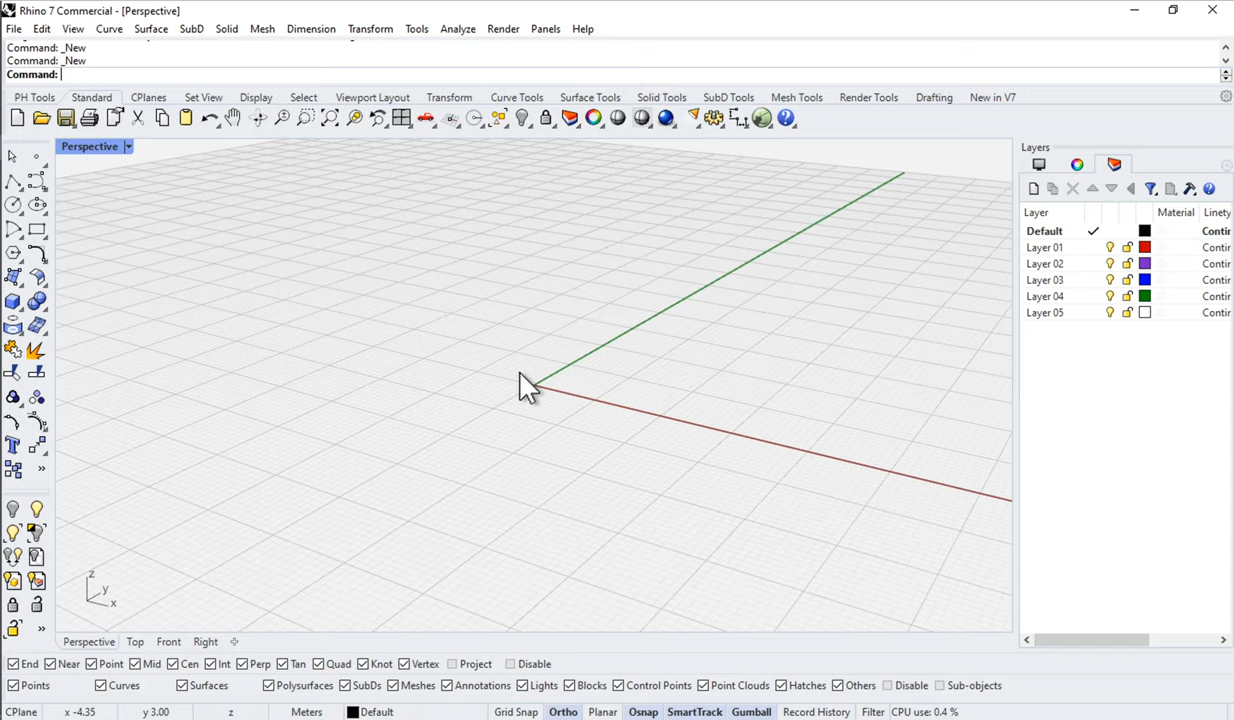 Rhino 7 Commercial - [Perspective]
File Edit View Curve Surface SubD Solid Mesh Dimension Transform Tools Analyze Render Panels Help
Command: _New
Command: _New
Command:
PH Tools Standard CPlanes Set View Display Select Viewport Layout Transform Curve Tools Surface Tools Solid Tools SubD Tools Mesh Tools Render Tools Drafting New in V7
Perspective
Layers
Layer Material Linety
Default Contin
Layer 01 Contin
Layer 02 Contin
Layer 03 Contin
Layer 04 Contin
Layer 05 Contin
z
y
x
Perspective Top Front Right
End Near Point Mid Cen Int Perp Tan Quad Knot Vertex Project Disable
Points Curves Surfaces Polysurfaces SubDs Meshes Annotations Lights Blocks Control Points Point Clouds Hatches Others Disable Sub-objects
CPlane x -4.35 y 3.00 z Meters Default Grid Snap Ortho Planar Osnap SmartTrack Gumball Record History Filter CPU use: 0.4 %